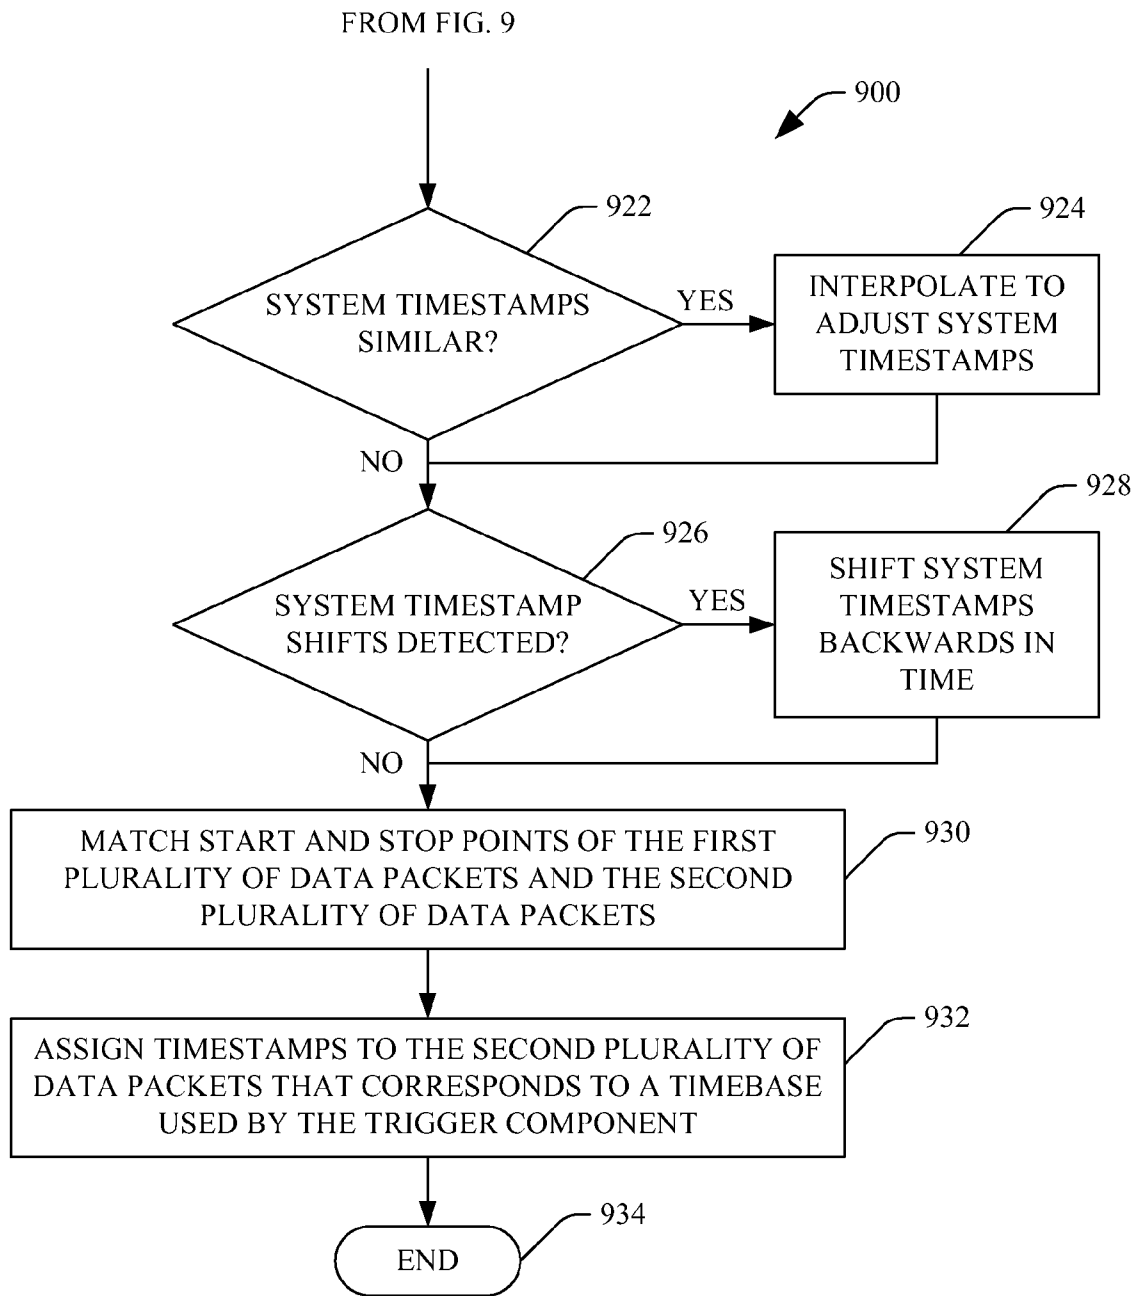 FROM FIG. 9
900
922
SYSTEM TIMESTAMPS
SIMILAR?
YES
924
INTERPOLATE TO
ADJUST SYSTEM
TIMESTAMPS
NO
926
SYSTEM TIMESTAMP
SHIFTS DETECTED?
YES
928
SHIFT SYSTEM
TIMESTAMPS
BACKWARDS IN
TIME
NO
930
MATCH START AND STOP POINTS OF THE FIRST
PLURALITY OF DATA PACKETS AND THE SECOND
PLURALITY OF DATA PACKETS
932
ASSIGN TIMESTAMPS TO THE SECOND PLURALITY OF
DATA PACKETS THAT CORRESPONDS TO A TIMEBASE
USED BY THE TRIGGER COMPONENT
934
END